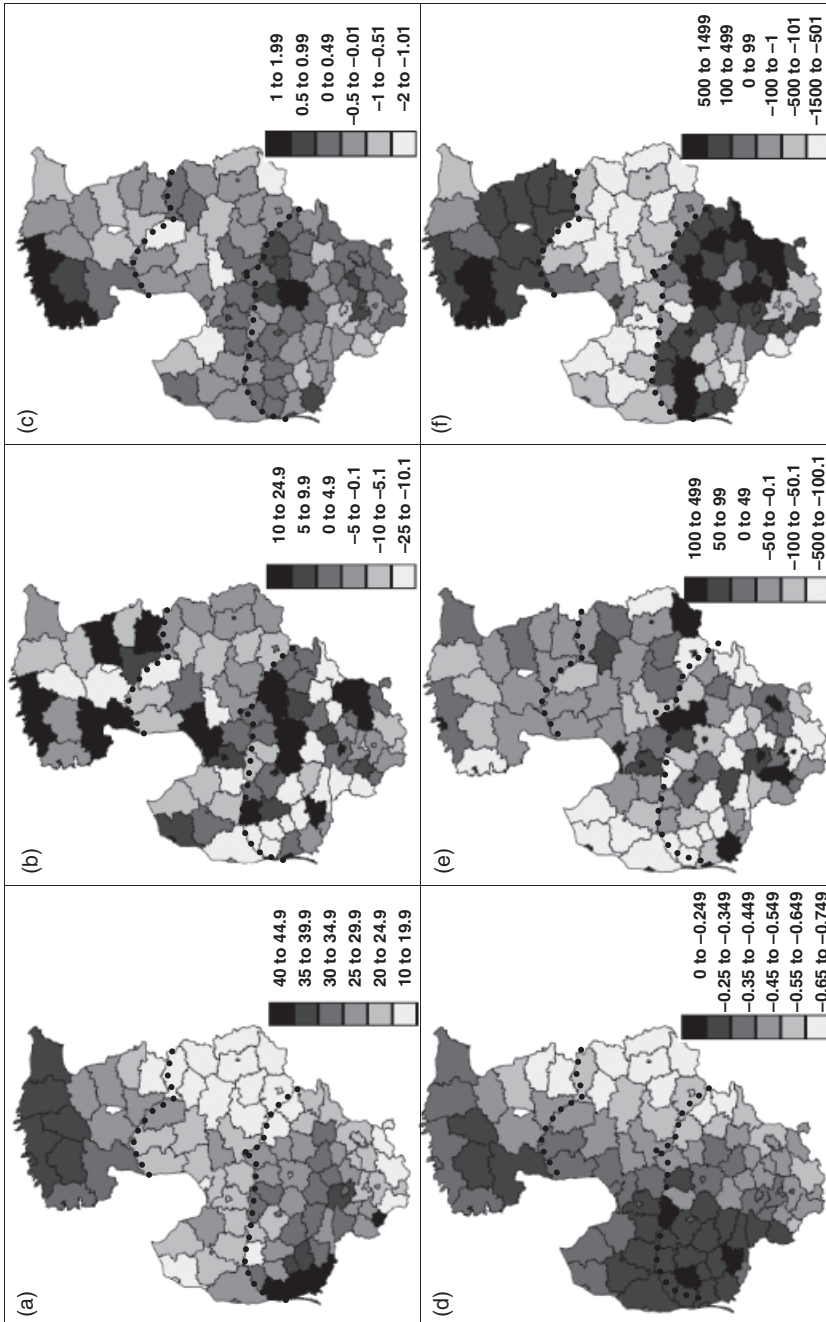 (a)
40 to 44.9
35 to 39.9
30 to 34.9
25 to 29.9
20 to 24.9
10 to 19.9
(b)
10 to 24.9
5 to 9.9
0 to 4.9
−5 to −0.1
−10 to −5.1
−25 to −10.1
(c)
1 to 1.99
0.5 to 0.99
0 to 0.49
−0.5 to −0.01
−1 to −0.51
−2 to −1.01
(d)
0 to −0.249
−0.25 to −0.349
−0.35 to −0.449
−0.45 to −0.549
−0.55 to −0.649
−0.65 to −0.749
(e)
100 to 499
50 to 99
0 to 49
−50 to −0.1
−100 to −50.1
−500 to −100.1
(f)
500 to 1499
100 to 499
0 to 99
−100 to −1
−500 to −101
−1500 to −501